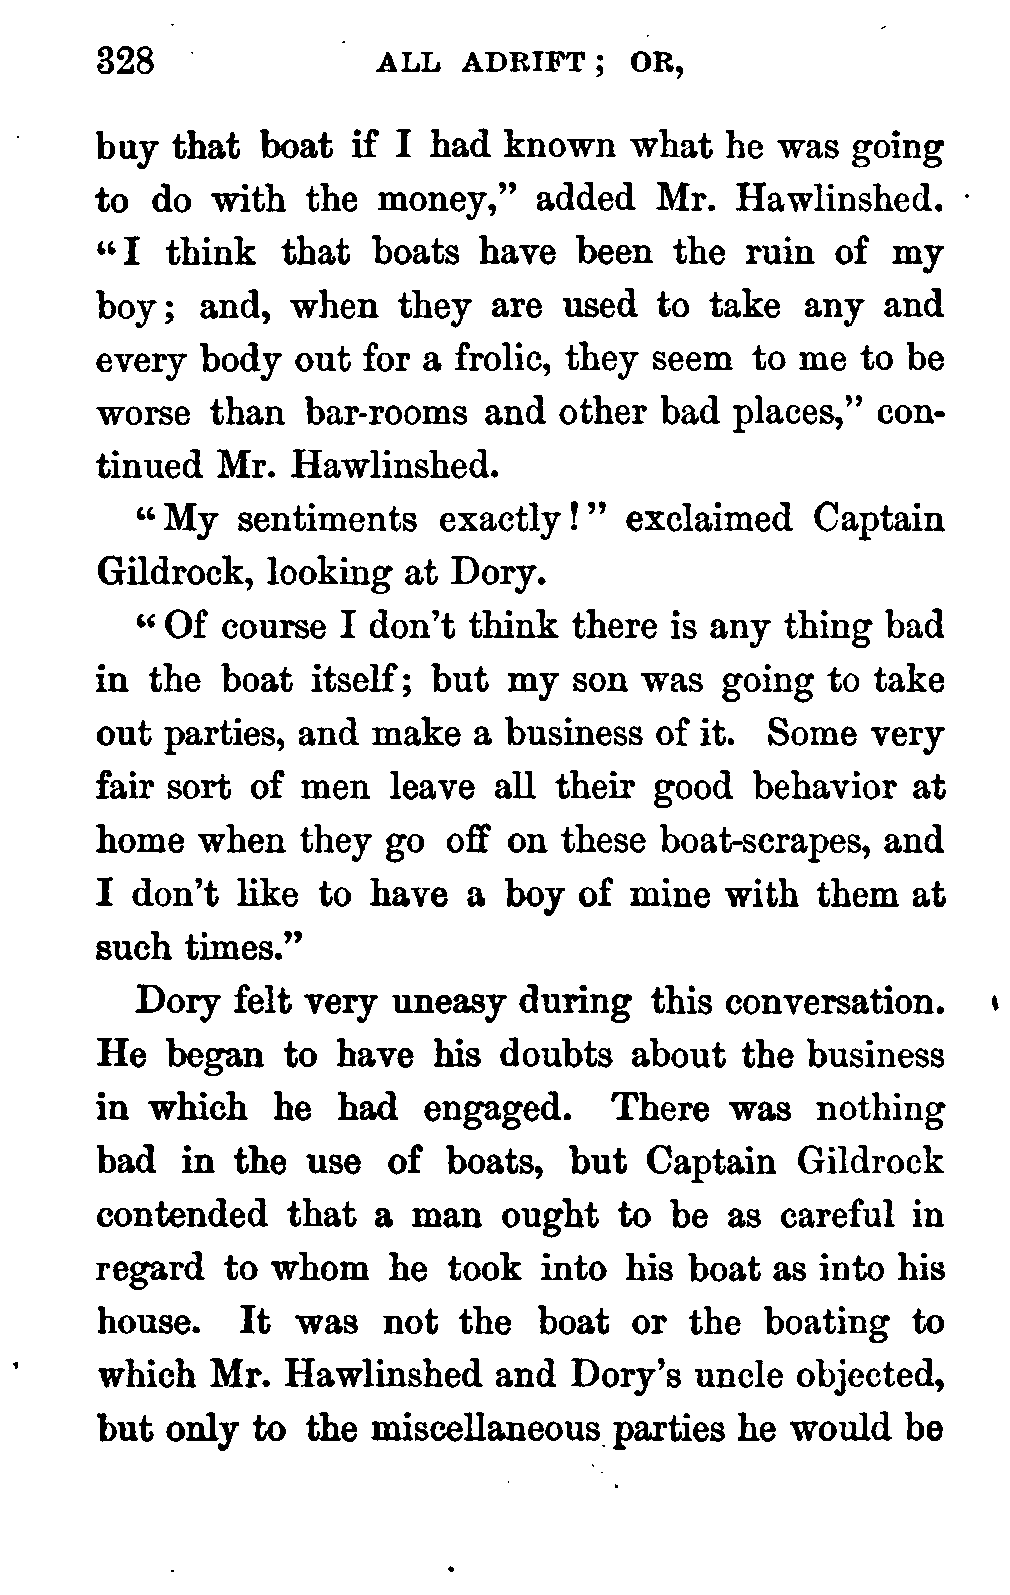 328 ALL ADRIFT; OR,
buy that boat if I had known what he was going
to do with the money,” added Mr. Hawlinshed.
“I think that boats have been the ruin of my
boy; and, when they are used to take any and
every body out for a frolic, they seem to me to be
worse than bar-rooms and other bad places,” con-
tinued Mr. Hawlinshed.
“My sentiments exactly!” exclaimed Captain
Gildrock, looking at Dory.
“Of course I don’t think there is any thing bad
in the boat itself; but my son was going to take
out parties, and make a business of it. Some very
fair sort of men leave all their good behavior at
home when they go off on these boat-scrapes, and
I don’t like to have a boy of mine with them at
such times.”
Dory felt very uneasy during this conversation.
He began to have his doubts about the business
in which he had engaged. There was nothing
bad in the use of boats, but Captain Gildrock
contended that a man ought to be as careful in
regard to whom he took into his boat as into his
house. It was not the boat or the boating to
which Mr. Hawlinshed and Dory’s uncle objected,
but only to the miscellaneous parties he would be